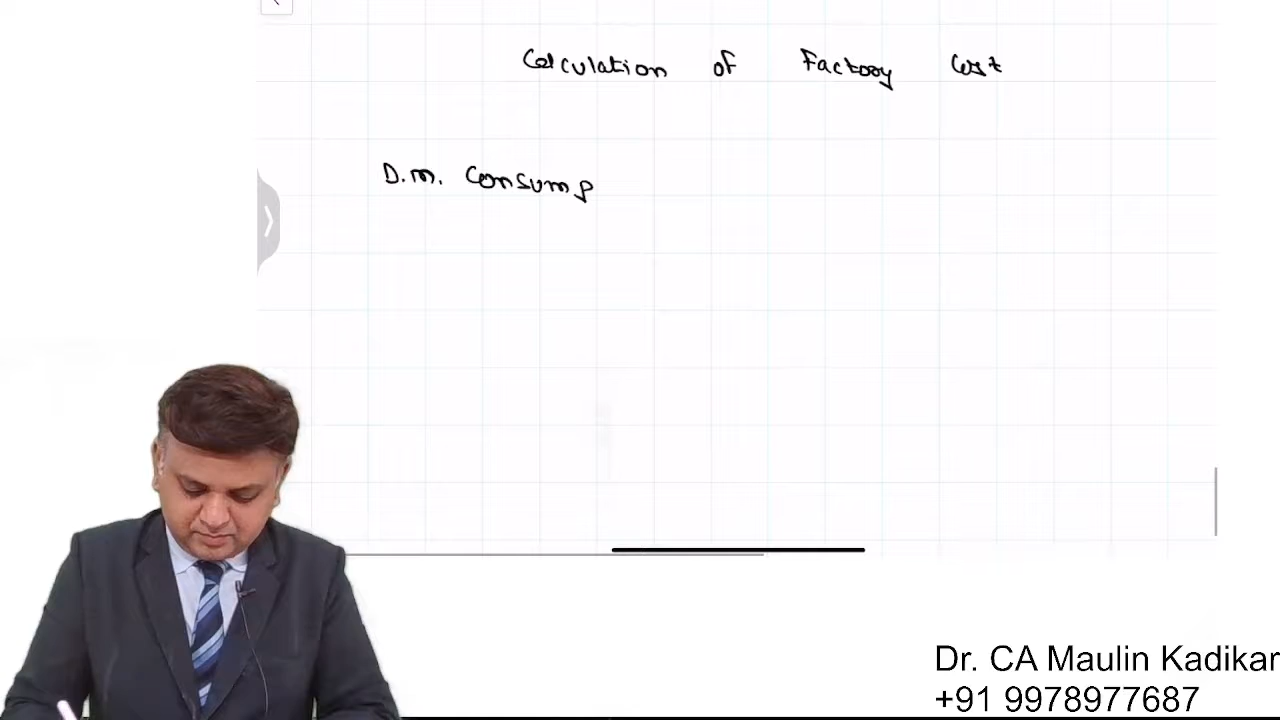 Calculation of Factory Cost
D.M. Consump
Dr. CA Maulin Kadikar
+91 9978977687